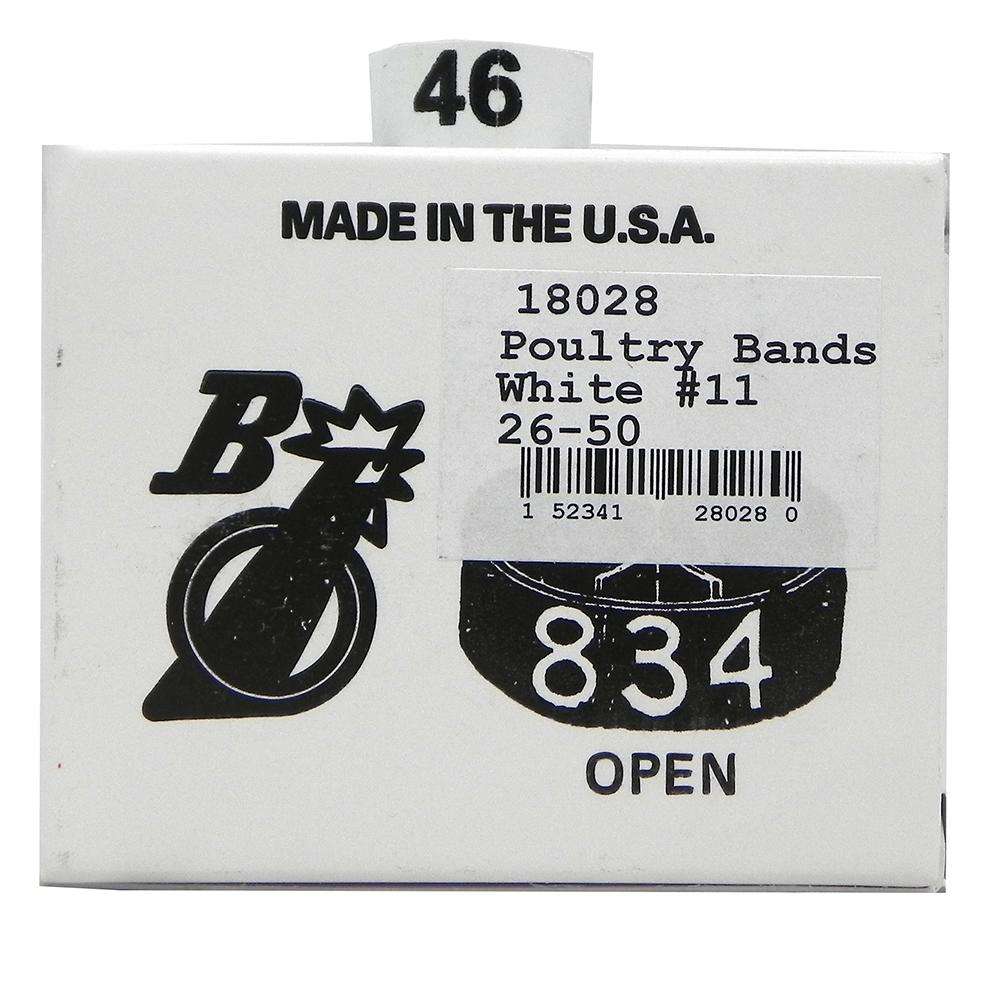 46
MADE IN THE U.S.A.
18028
Poultry Bands
White #11
26-50
1 52341 28028 0
B
834
OPEN